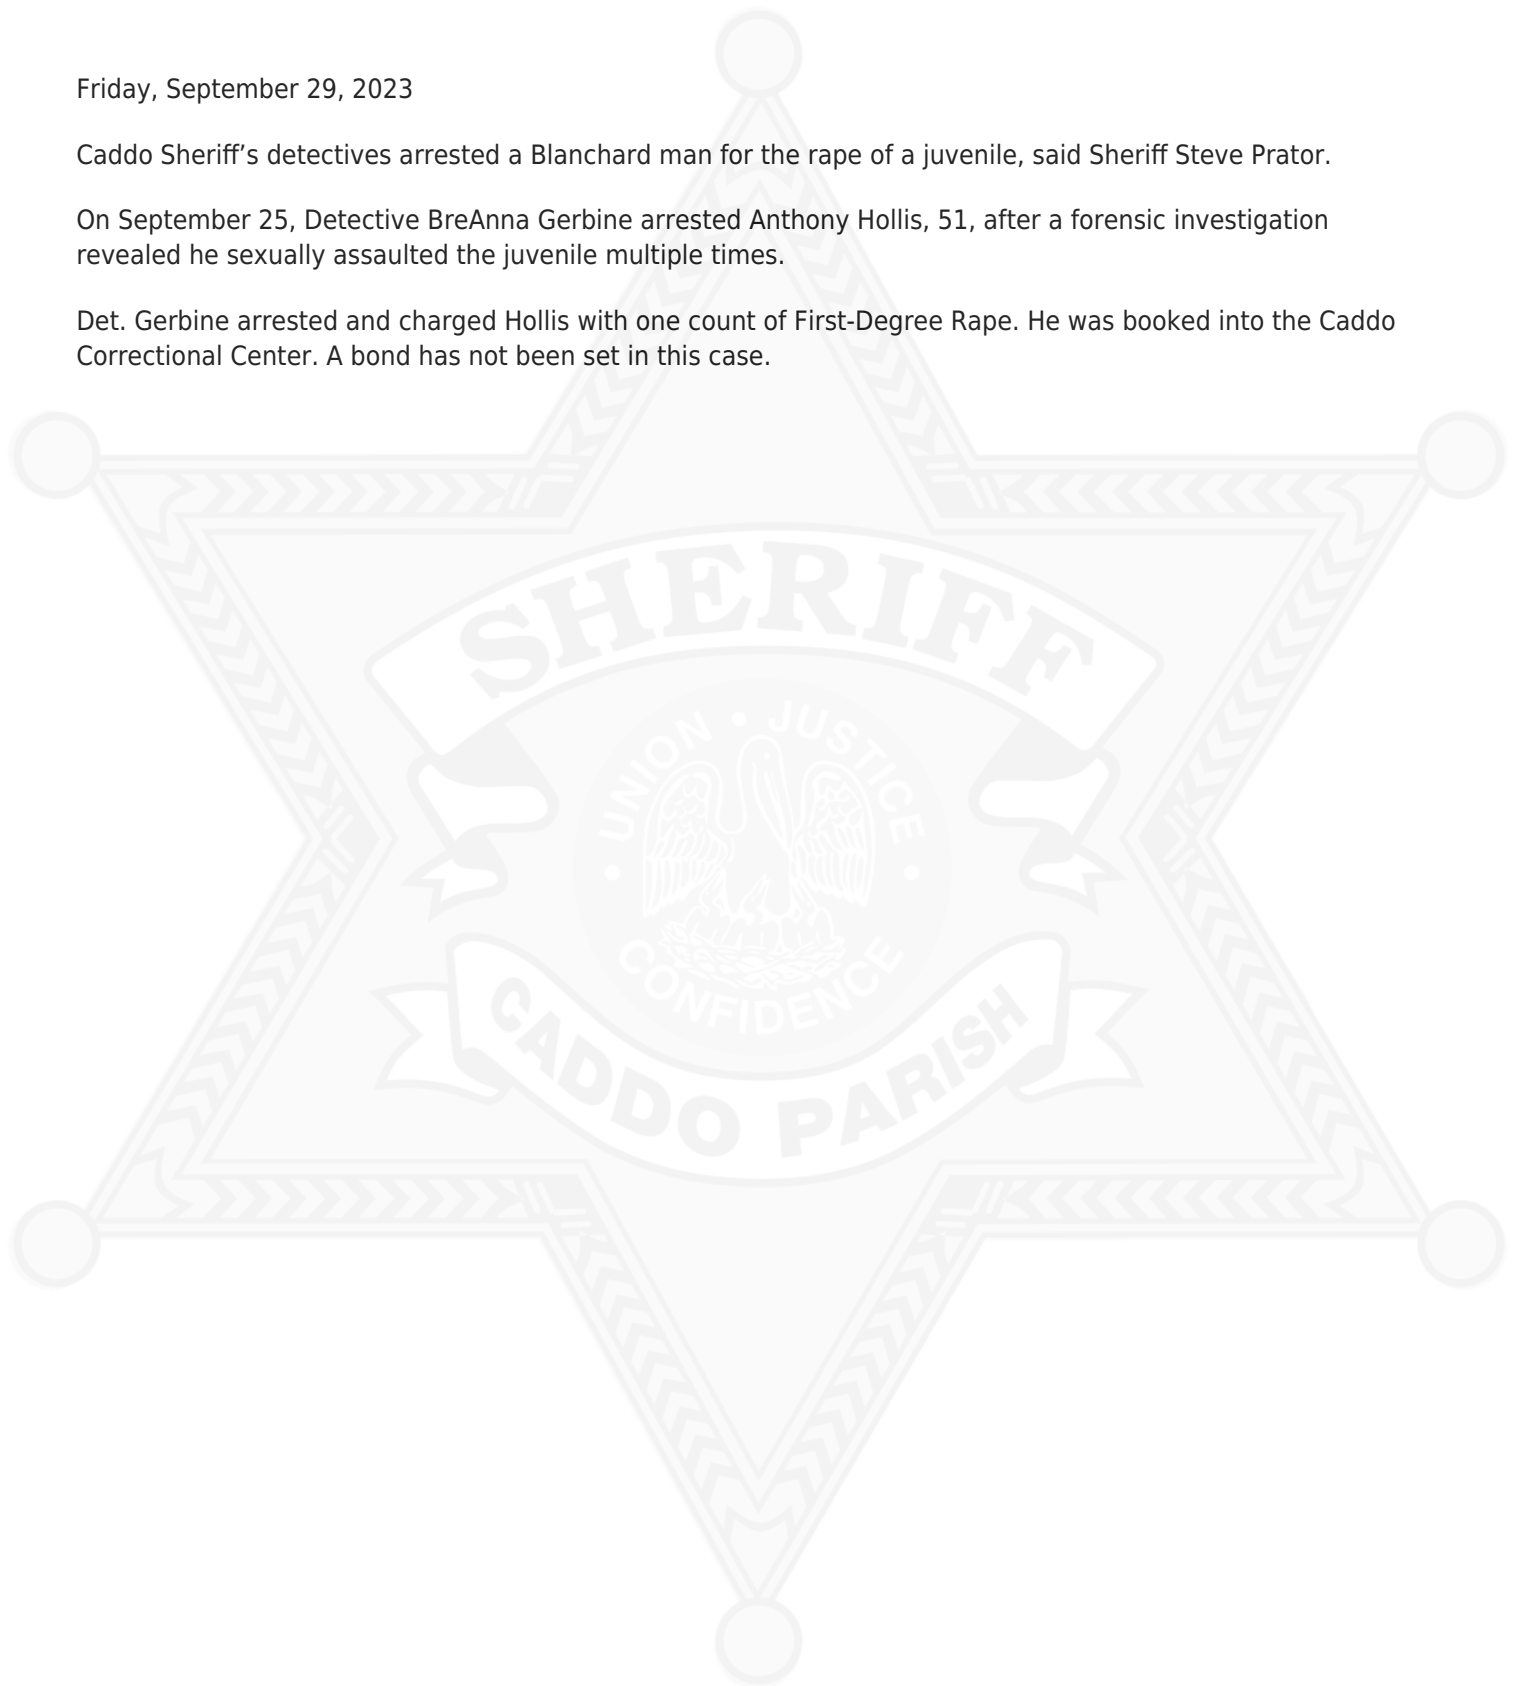 Friday, September 29, 2023
Caddo Sheriff’s detectives arrested a Blanchard man for the rape of a juvenile, said Sheriff Steve Prator.
On September 25, Detective BreAnna Gerbine arrested Anthony Hollis, 51, after a forensic investigation
revealed he sexually assaulted the juvenile multiple times.
Det. Gerbine arrested and charged Hollis with one count of First-Degree Rape. He was booked into the Caddo
Correctional Center. A bond has not been set in this case.
SHERIFF
UNION • JUSTICE
• CONFIDENCE •
CADDO PARISH